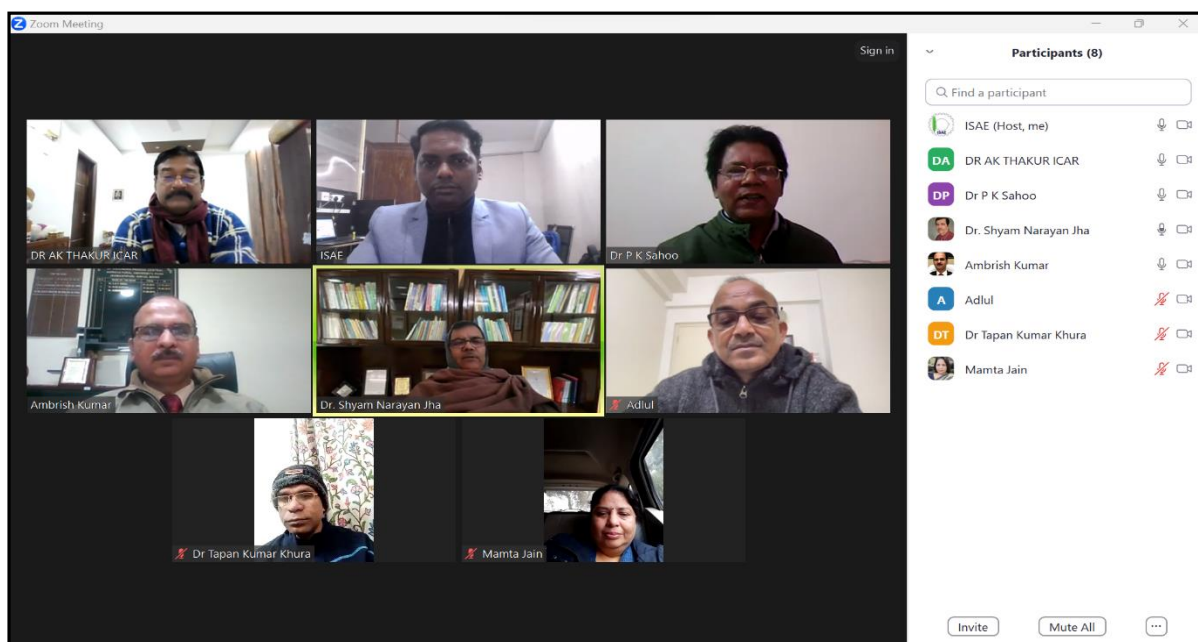 Zoom Meeting
Sign in
DR AK THAKUR ICAR
ISAE
Dr P K Sahoo
Ambrish Kumar
Dr. Shyam Narayan Jha
Adlul
Dr Tapan Kumar Khura
Mamta Jain
Participants (8)
Find a participant
ISAE (Host, me)
DA DR AK THAKUR ICAR
DP Dr P K Sahoo
Dr. Shyam Narayan Jha
Ambrish Kumar
A Adlul
DT Dr Tapan Kumar Khura
Mamta Jain
Invite Mute All ...